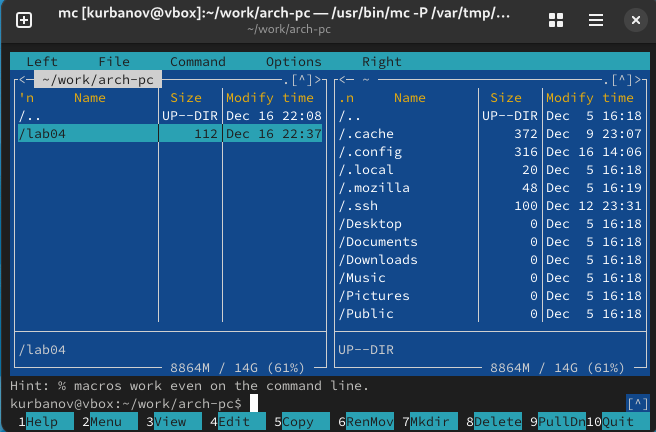 mc [kurbanov@vbox]:~/work/arch-pc — /usr/bin/mc -P /var/tmp/…
~/work/arch-pc
Left File Command Options Right
<— ~/work/arch-pc .[^]>
'n Name Size Modify time
/.. UP--DIR Dec 16 22:08
/lab04 112 Dec 16 22:37
/lab04
8864M / 14G (61%)
<— ~ .[^]>
.n Name Size Modify time
/.. UP--DIR Dec 5 16:18
/.cache 372 Dec 9 23:07
/.config 316 Dec 16 14:06
/.local 20 Dec 5 16:18
/.mozilla 48 Dec 5 16:19
/.ssh 100 Dec 12 23:31
/Desktop 0 Dec 5 16:18
/Documents 0 Dec 5 16:18
/Downloads 0 Dec 5 16:18
/Music 0 Dec 5 16:18
/Pictures 0 Dec 5 16:18
/Public 0 Dec 5 16:18
UP--DIR
8864M / 14G (61%)
Hint: % macros work even on the command line.
kurbanov@vbox:~/work/arch-pc$ [^]
1Help 2Menu 3View 4Edit 5Copy 6RenMov 7Mkdir 8Delete 9PullDn 10Quit